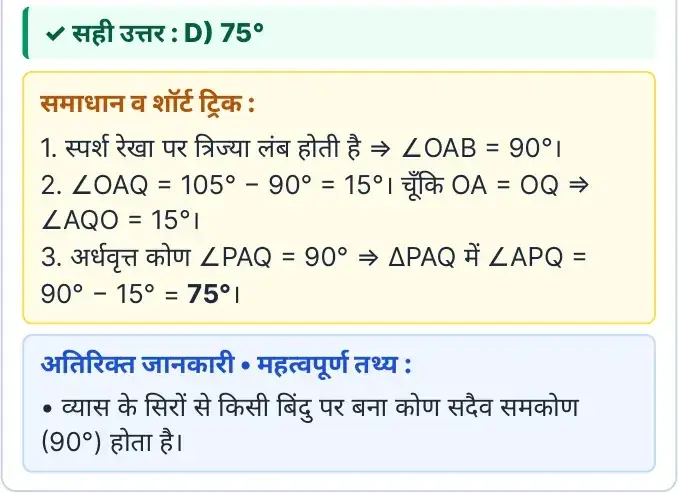 ✓ सही उत्तर : D) 75°
समाधान व शॉर्ट ट्रिक :
1. स्पर्श रेखा पर त्रिज्या लंब होती है ⇒ ∠OAB = 90°।
2. ∠OAQ = 105° − 90° = 15°। चूँकि OA = OQ ⇒
∠AQO = 15°।
3. अर्धवृत्त कोण ∠PAQ = 90° ⇒ ΔPAQ में ∠APQ =
90° − 15° = 75°।
अतिरिक्त जानकारी • महत्वपूर्ण तथ्य :
• व्यास के सिरों से किसी बिंदु पर बना कोण सदैव समकोण
(90°) होता है।